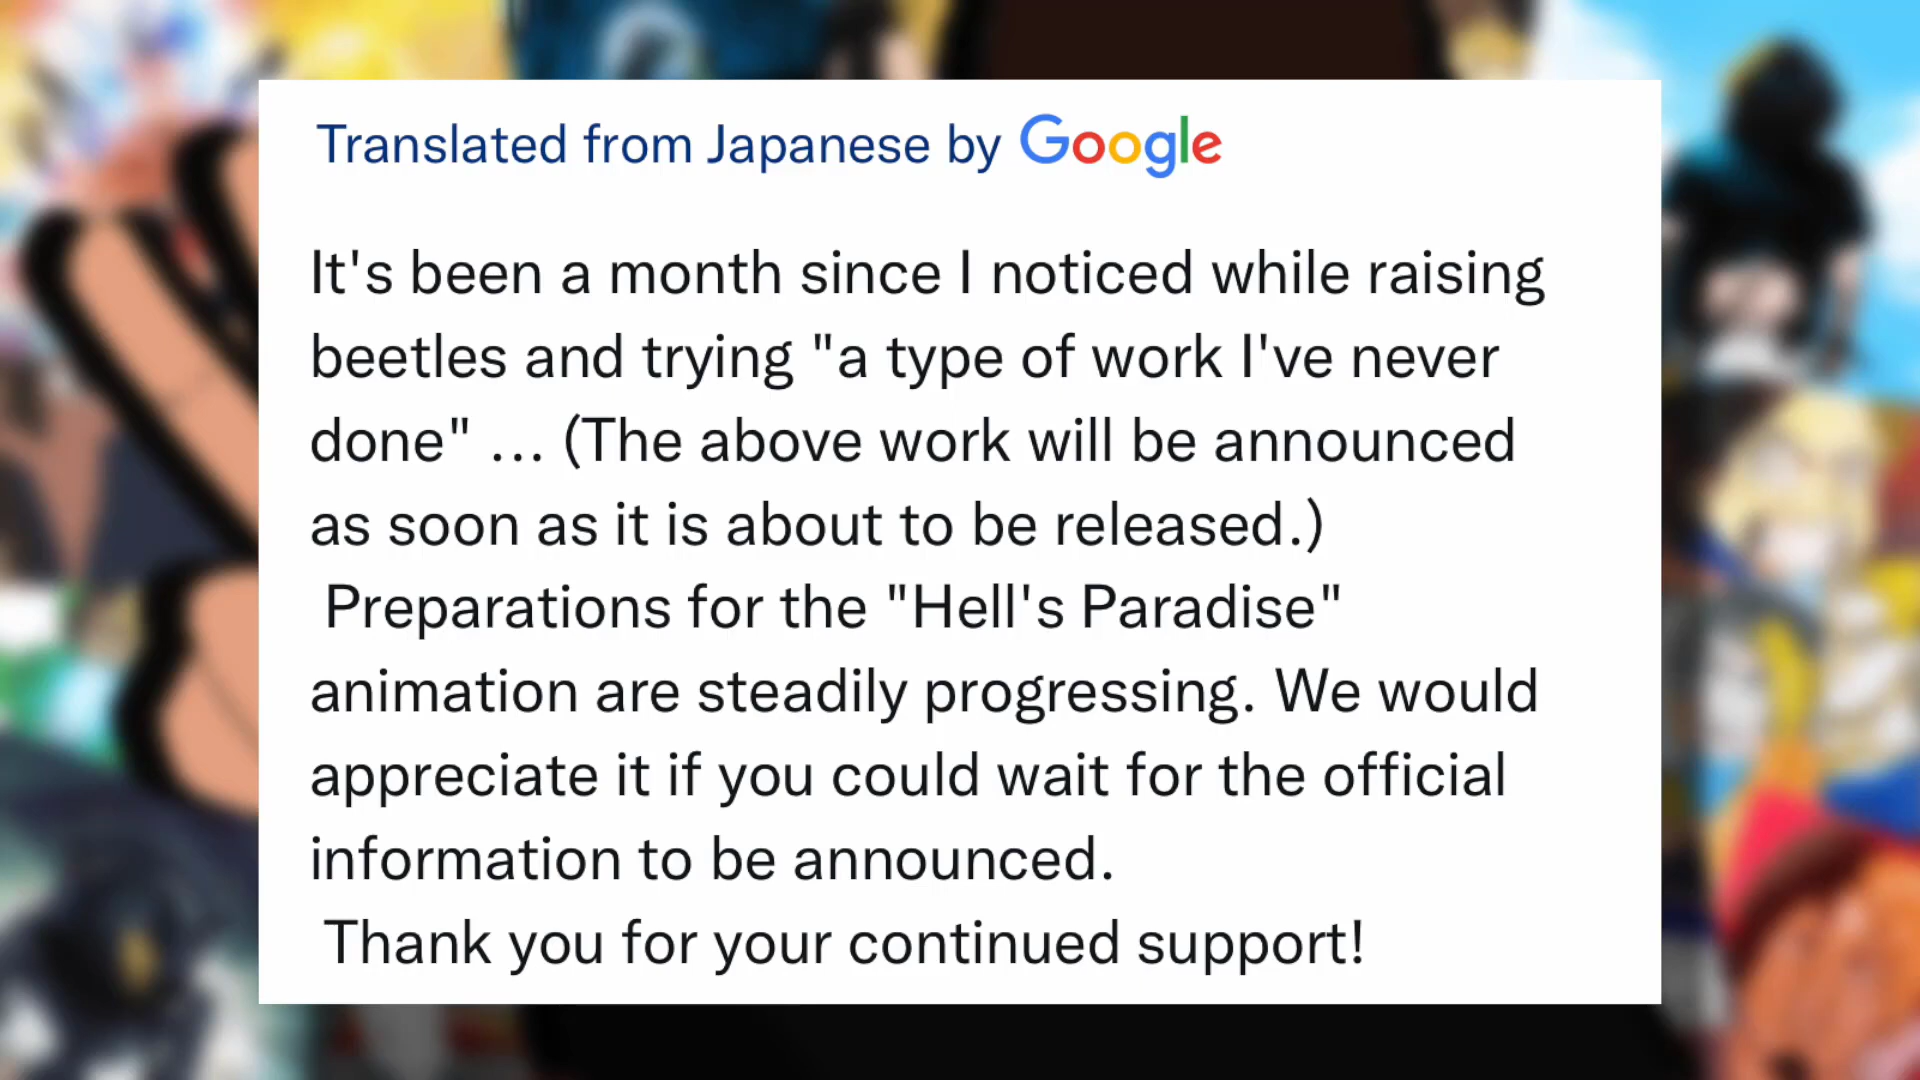 Translated from Japanese by Google
It's been a month since I noticed while raising
beetles and trying "a type of work I've never
done" ... (The above work will be announced
as soon as it is about to be released.)
Preparations for the "Hell's Paradise"
animation are steadily progressing. We would
appreciate it if you could wait for the official
information to be announced.
Thank you for your continued support!